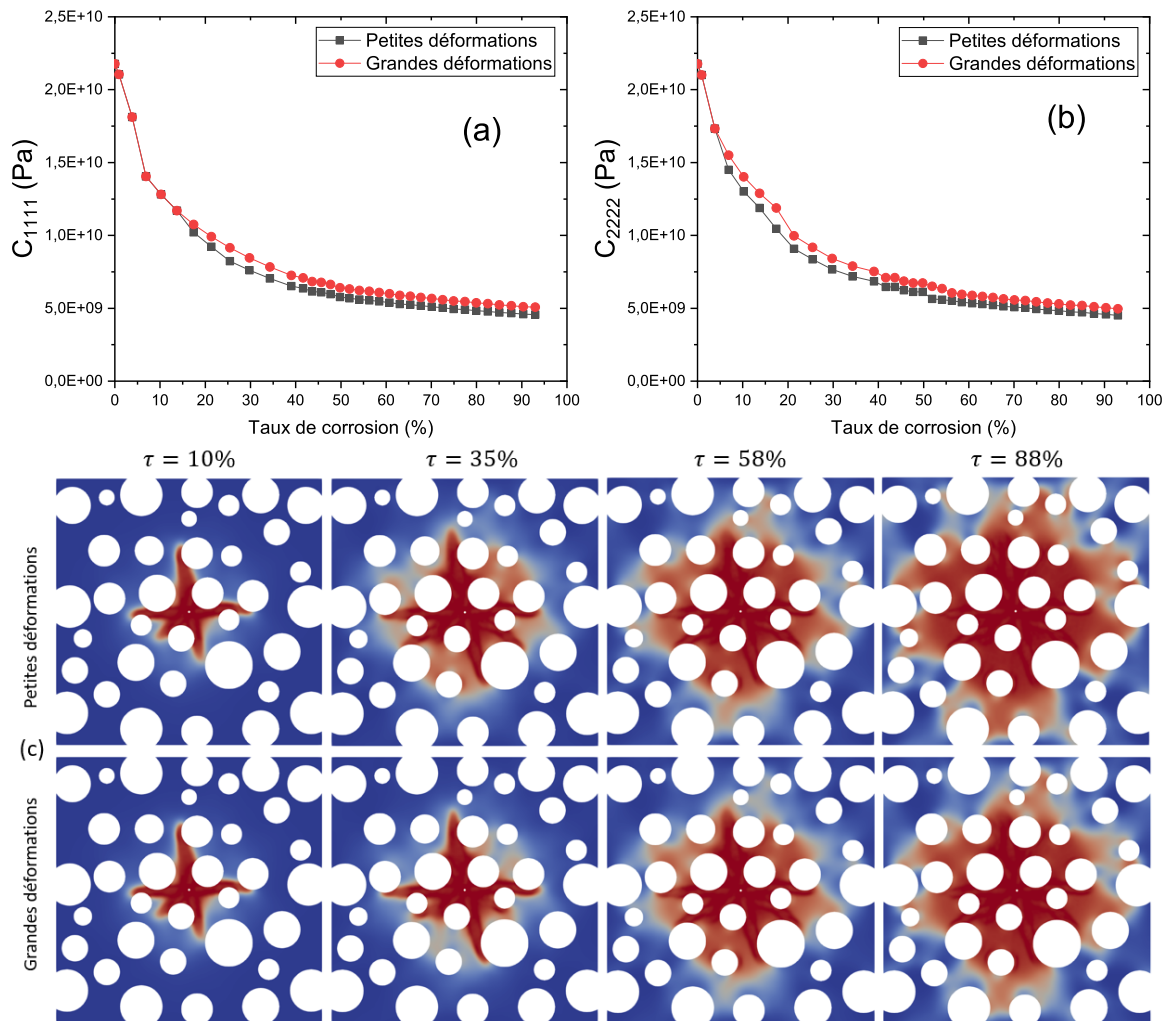 Petites déformations
Grandes déformations
(a)
C1111 (Pa)
2,5E+10
2,0E+10
1,5E+10
1,0E+10
5,0E+09
0,0E+00
0 10 20 30 40 50 60 70 80 90 100
Taux de corrosion (%)
Petites déformations
Grandes déformations
(b)
C2222 (Pa)
2,5E+10
2,0E+10
1,5E+10
1,0E+10
5,0E+09
0,0E+00
0 10 20 30 40 50 60 70 80 90 100
Taux de corrosion (%)
τ = 10% τ = 35% τ = 58% τ = 88%
Petites déformations
(c)
Grandes déformations